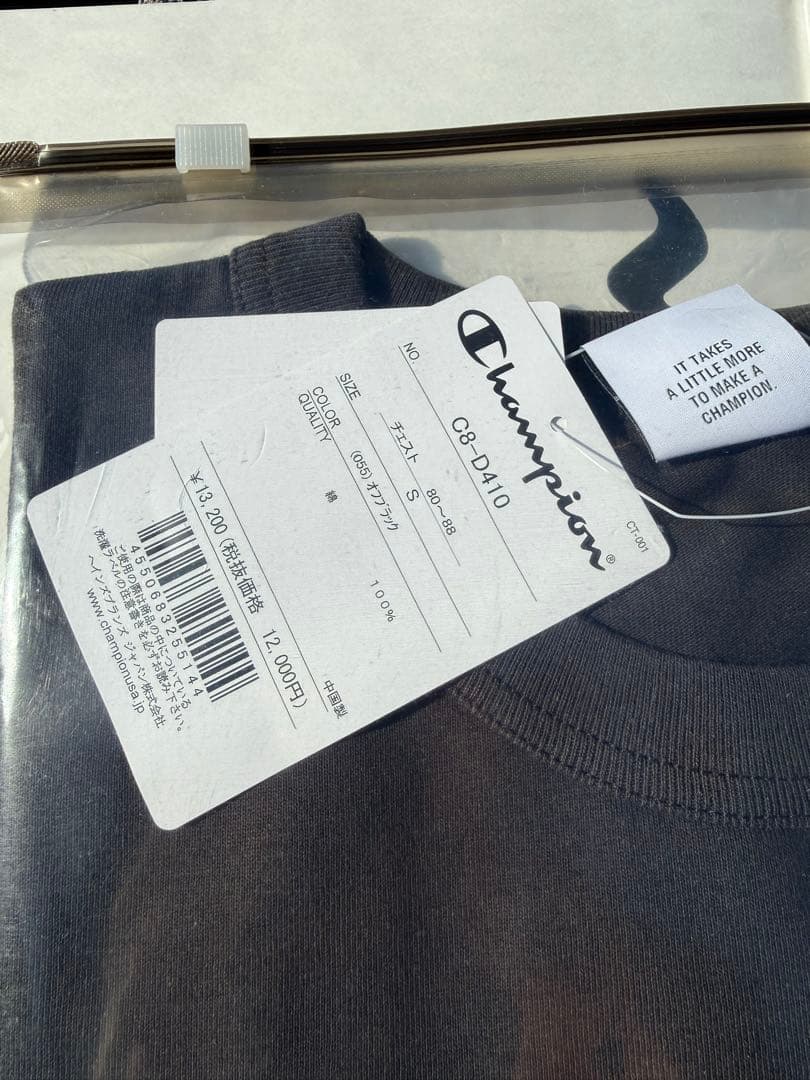 Champion®
CT-001
NO. C8-D410
SIZE チェスト 80〜88
S
COLOR (055)オフブラック
QUALITY 綿 100%
中国製
¥13,200(税抜価格 12,000円)
4550683255144
ご使用の際は商品の中についている
洗濯ラベルの注意書きを必ずお読み下さい。
ヘインズブランズ ジャパン株式会社
www.championusa.jp
IT TAKES
A LITTLE MORE
TO MAKE A
CHAMPION.